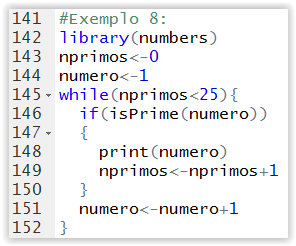 141 #Exemplo 8:
142 library(numbers)
143 nprimos<-0
144 numero<-1
145 while(nprimos<25){
146   if(isPrime(numero))
147   {
148     print(numero)
149     nprimos<-nprimos+1
150   }
151   numero<-numero+1
152 }